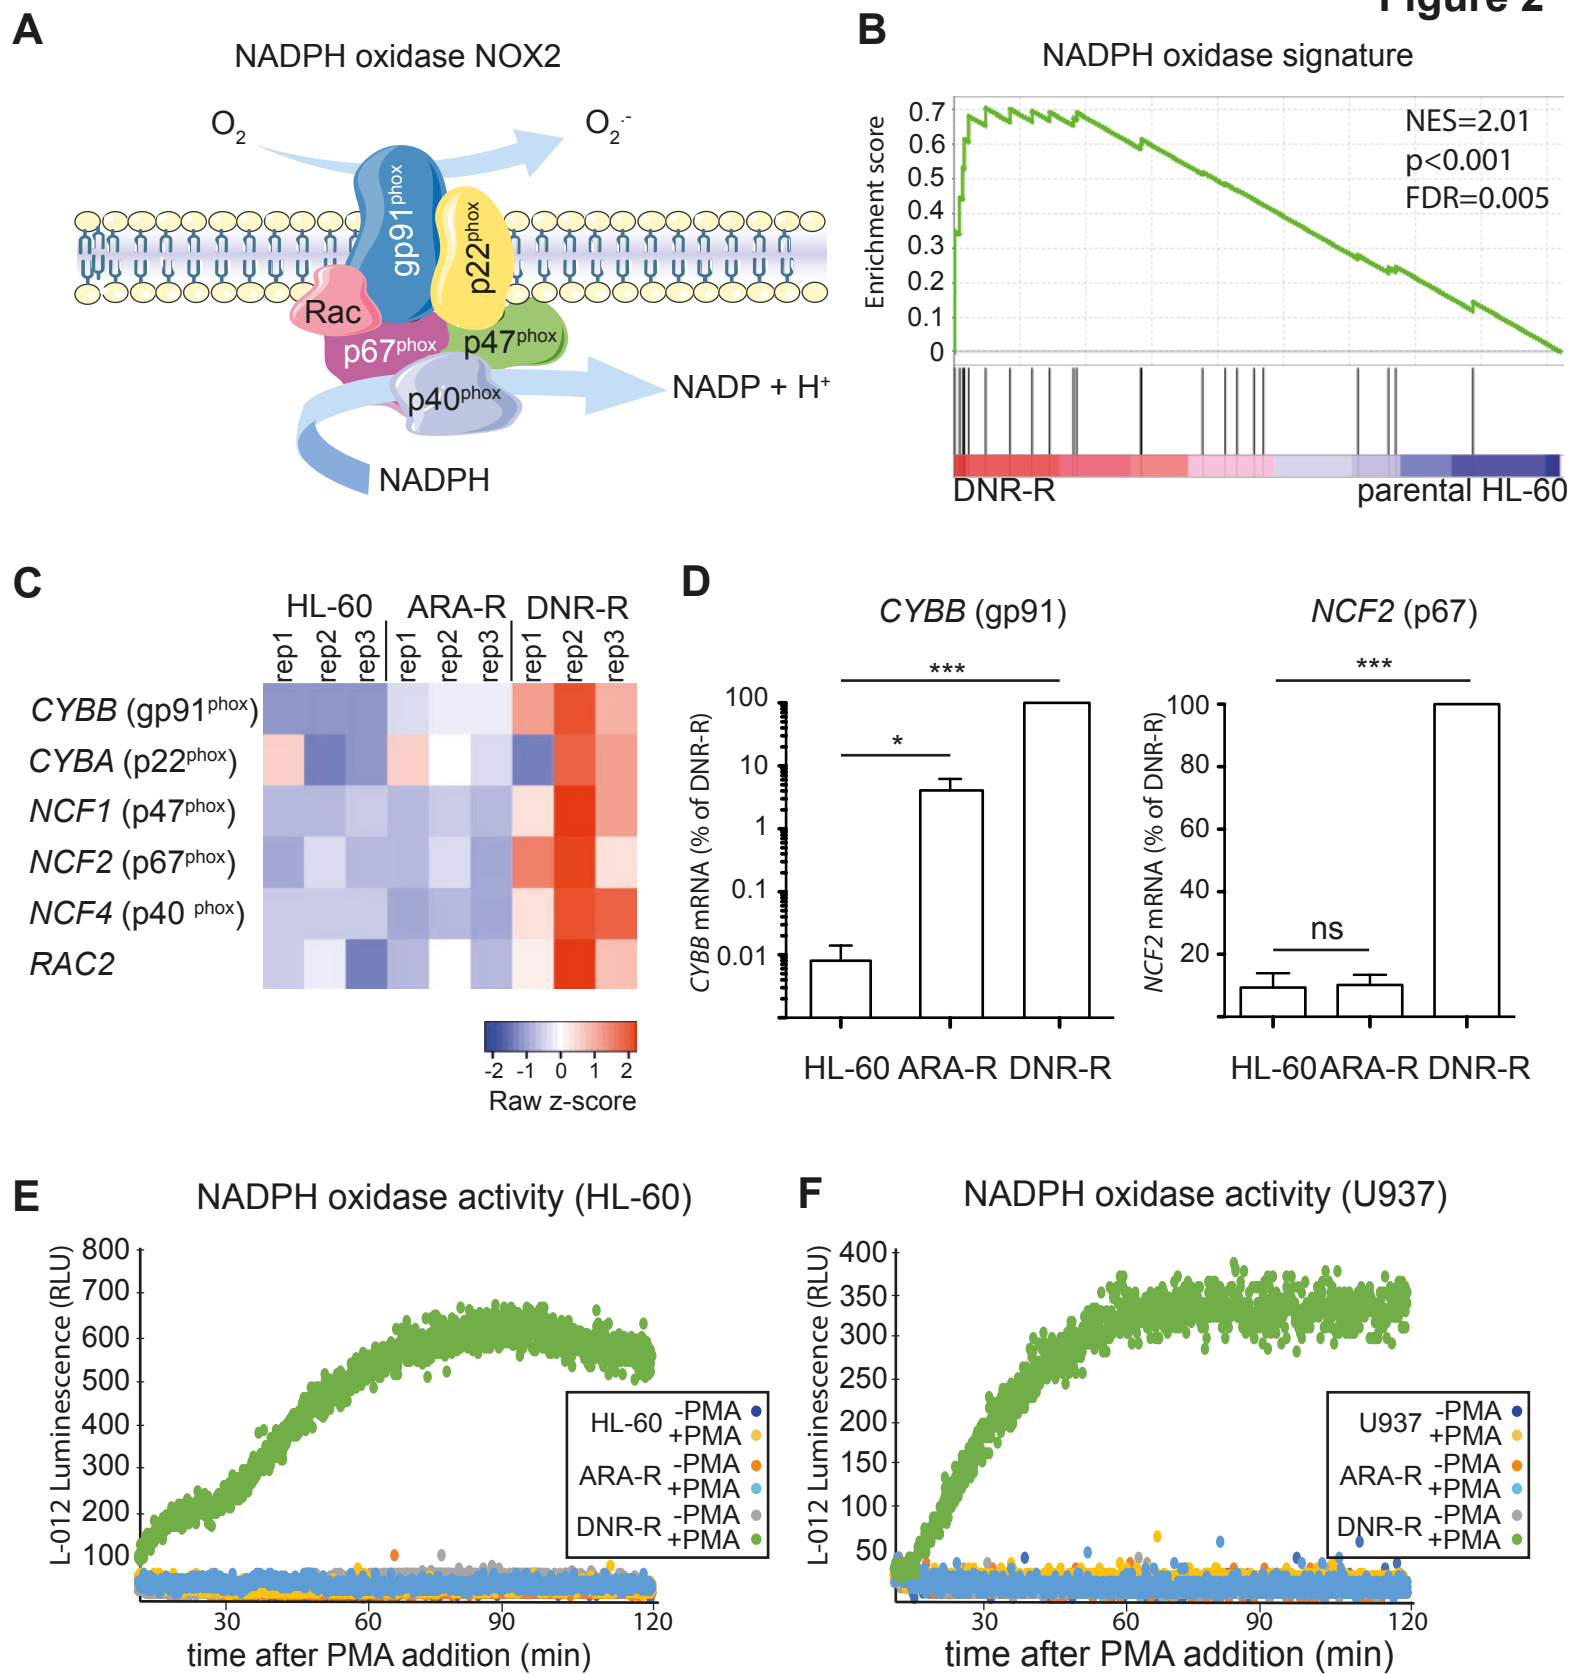 Figure 2
A
NADPH oxidase NOX2
O2
O2·-
gp91phox
p22phox
Rac
p67phox
p47phox
p40phox
NADP + H+
NADPH
B
NADPH oxidase signature
Enrichment score
0.7
0.6
0.5
0.4
0.3
0.2
0.1
0
NES=2.01
p<0.001
FDR=0.005
DNR-R
parental HL-60
C
HL-60 ARA-R DNR-R
rep1 rep2 rep3 rep1 rep2 rep3 rep1 rep2 rep3
CYBB (gp91phox)
CYBA (p22phox)
NCF1 (p47phox)
NCF2 (p67phox)
NCF4 (p40 phox)
RAC2
-2 -1 0 1 2
Raw z-score
D
CYBB (gp91)
***
*
CYBB mRNA (% of DNR-R)
100
10
1
0.1
0.01
HL-60 ARA-R DNR-R
NCF2 (p67)
***
ns
NCF2 mRNA (% of DNR-R)
100
80
60
40
20
HL-60 ARA-R DNR-R
E
NADPH oxidase activity (HL-60)
L-012 Luminescence (RLU)
800
700
600
500
400
300
200
100
HL-60 -PMA
+PMA
ARA-R -PMA
+PMA
DNR-R -PMA
+PMA
30 60 90 120
time after PMA addition (min)
F
NADPH oxidase activity (U937)
L-012 Luminescence (RLU)
400
350
300
250
200
150
100
50
U937 -PMA
+PMA
ARA-R -PMA
+PMA
DNR-R -PMA
+PMA
30 60 90 120
time after PMA addition (min)